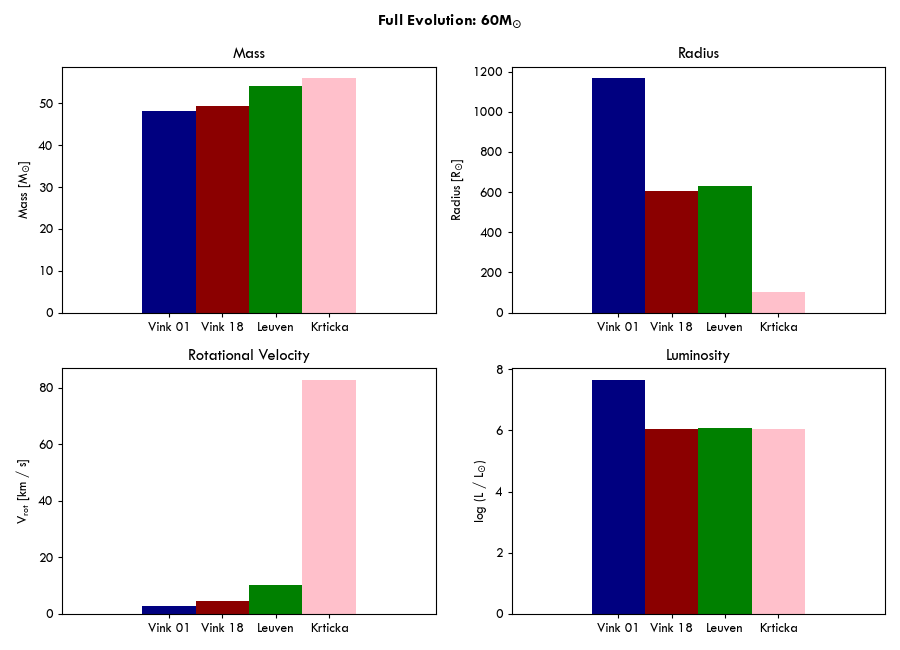 Full Evolution: 60M☉
Mass
Mass [M☉]
50
40
30
20
10
0
Vink 01 Vink 18 Leuven Krticka
Radius
Radius [R☉]
1200
1000
800
600
400
200
0
Vink 01 Vink 18 Leuven Krticka
Rotational Velocity
Vrot [km / s]
80
60
40
20
0
Vink 01 Vink 18 Leuven Krticka
Luminosity
log (L / L☉)
8
6
4
2
0
Vink 01 Vink 18 Leuven Krticka